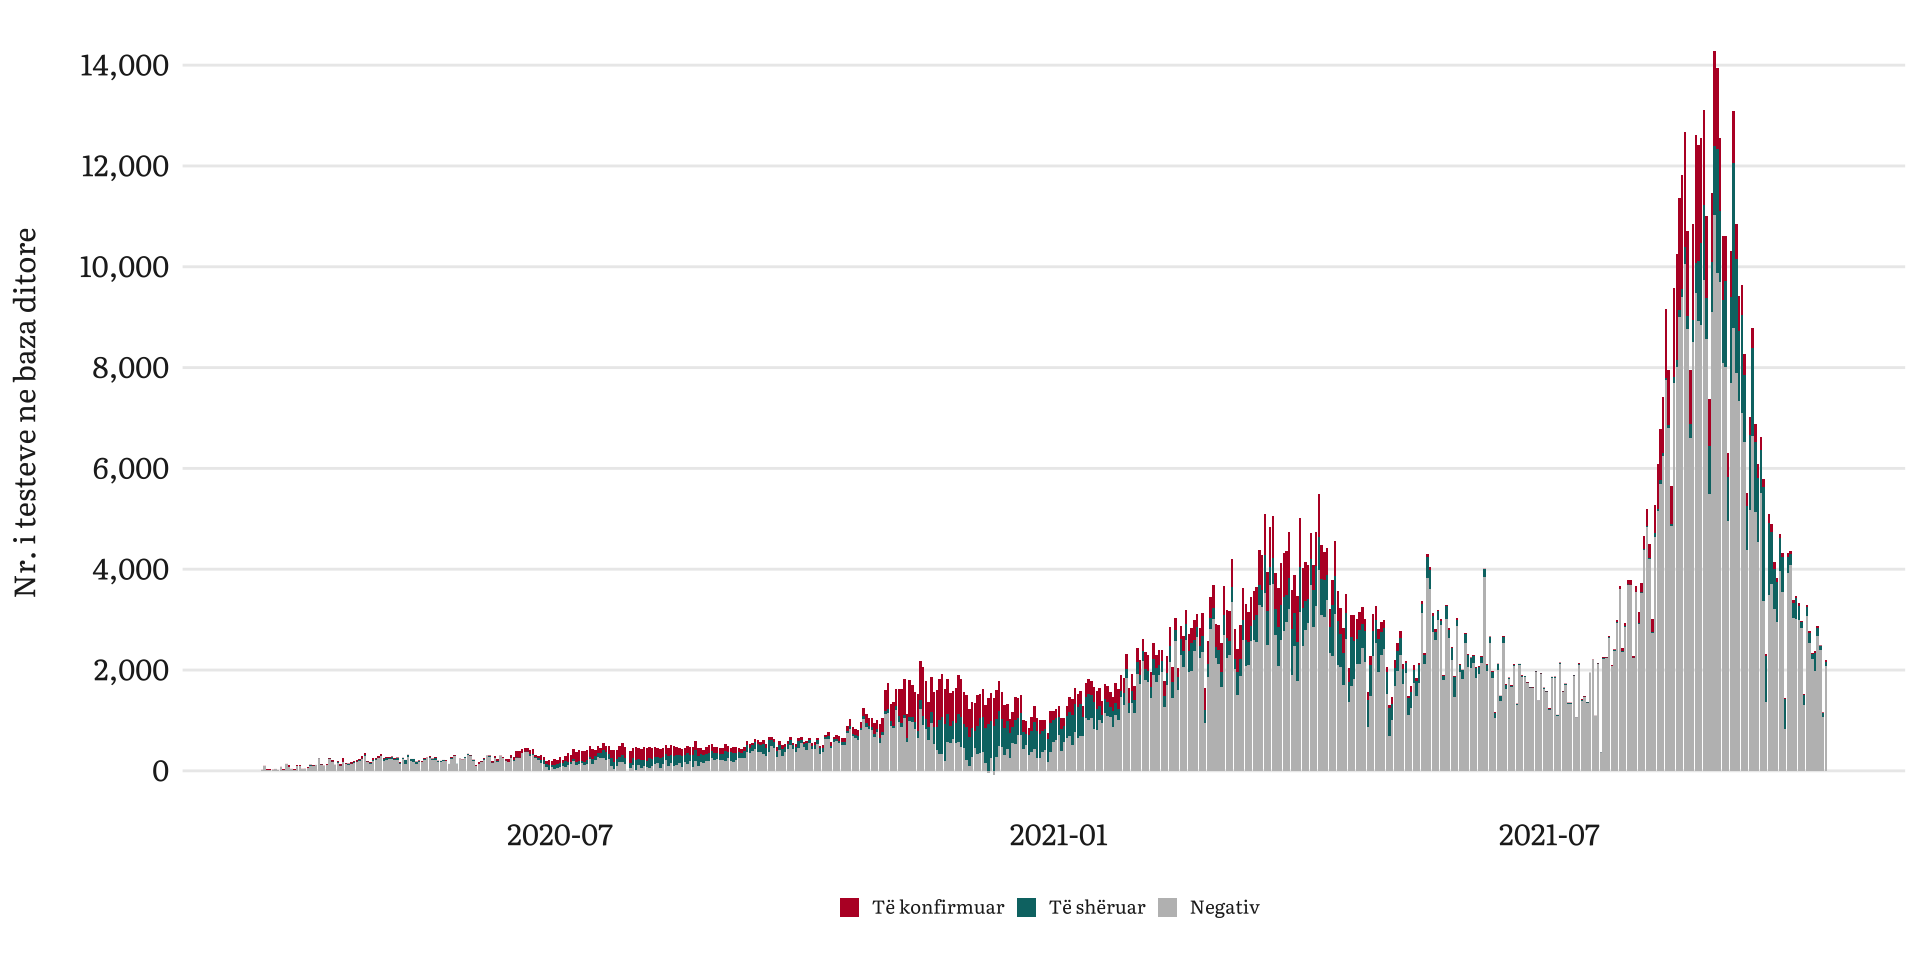 Nr. i testeve ne baza ditore
14,000
12,000
10,000
8,000
6,000
4,000
2,000
0
2020-07 2021-01 2021-07
Të konfirmuar Të shëruar Negativ